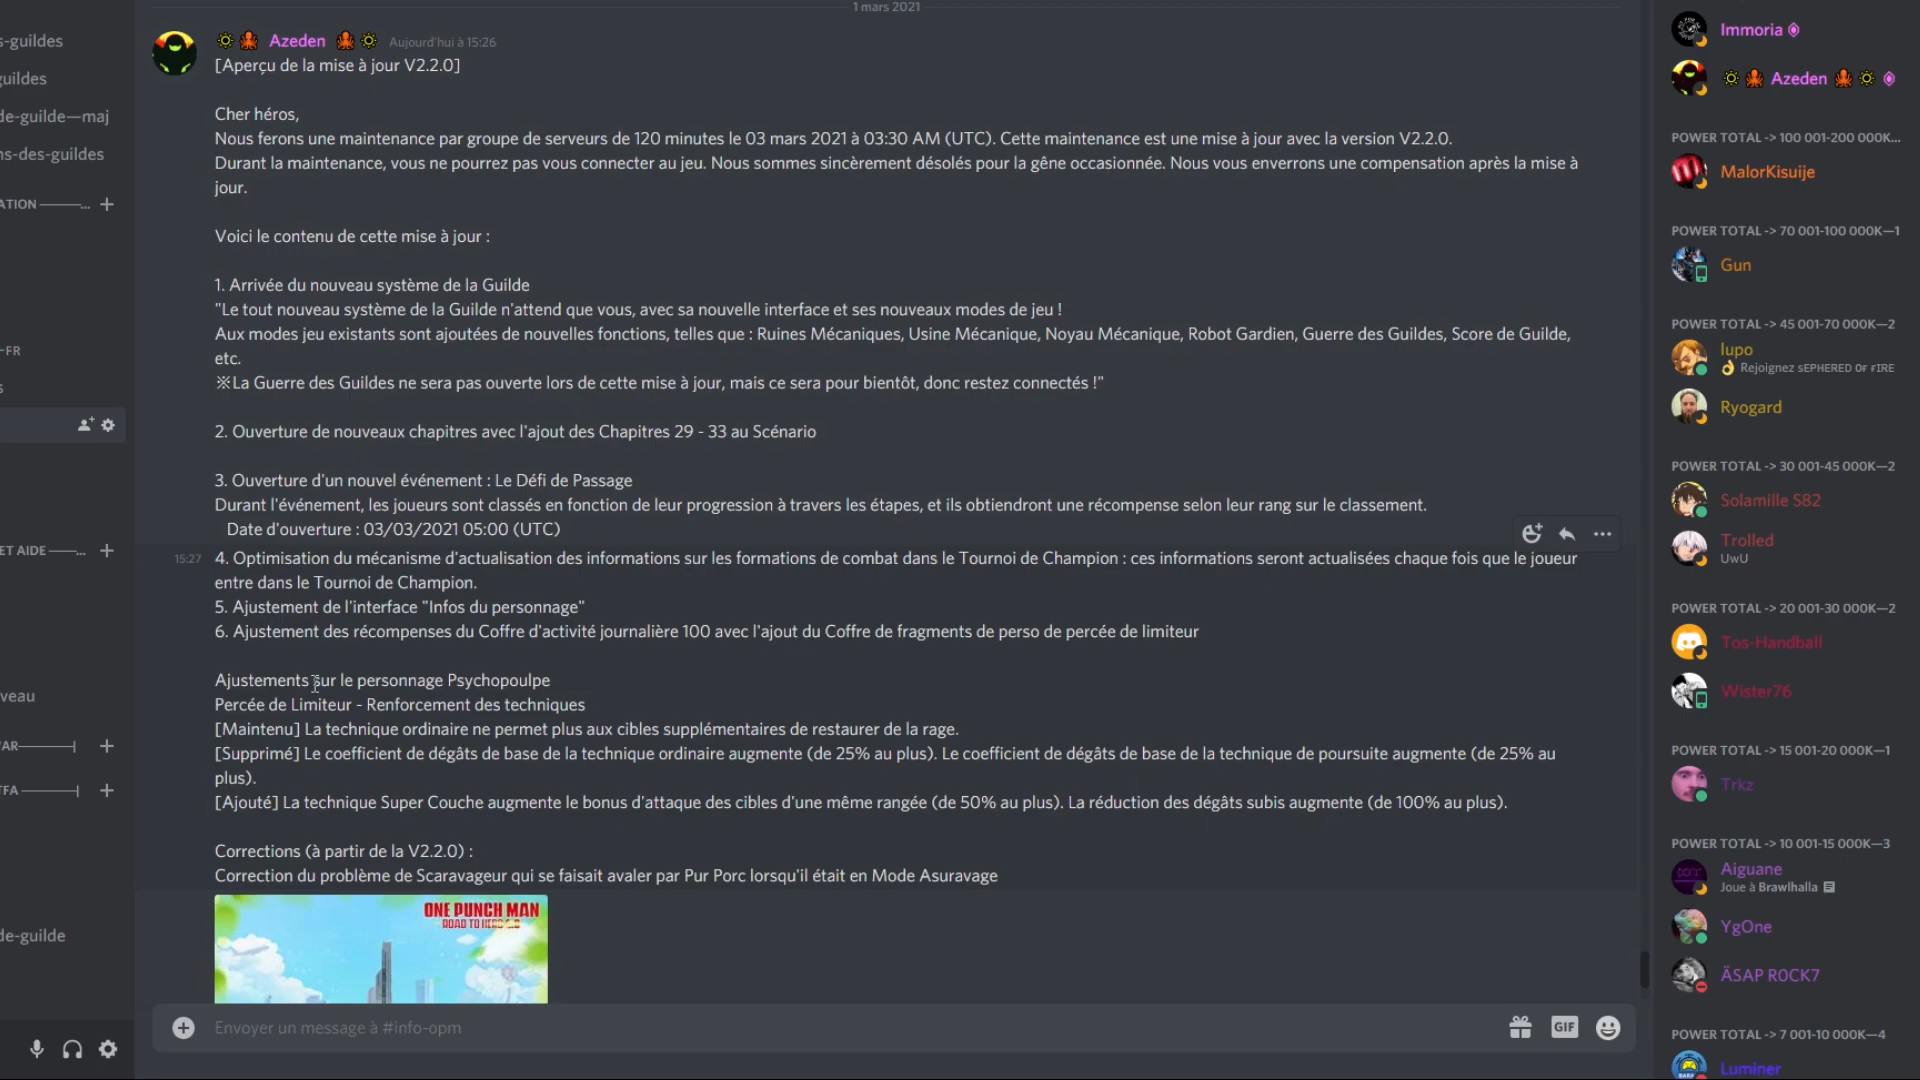 s-guildes
guildes
de-guilde—maj
ns-des-guildes
ATION———...
-FR
s
ET AIDE——...
veau
AR———|
TFA————|
de-guilde
1 mars 2021
Azeden Aujourd'hui à 15:26
[Aperçu de la mise à jour V2.2.0]
Cher héros,
Nous ferons une maintenance par groupe de serveurs de 120 minutes le 03 mars 2021 à 03:30 AM (UTC). Cette maintenance est une mise à jour avec la version V2.2.0.
Durant la maintenance, vous ne pourrez pas vous connecter au jeu. Nous sommes sincèrement désolés pour la gêne occasionnée. Nous vous enverrons une compensation après la mise à
jour.
Voici le contenu de cette mise à jour :
1. Arrivée du nouveau système de la Guilde
"Le tout nouveau système de la Guilde n'attend que vous, avec sa nouvelle interface et ses nouveaux modes de jeu !
Aux modes jeu existants sont ajoutées de nouvelles fonctions, telles que : Ruines Mécaniques, Usine Mécanique, Noyau Mécanique, Robot Gardien, Guerre des Guildes, Score de Guilde,
etc.
※La Guerre des Guildes ne sera pas ouverte lors de cette mise à jour, mais ce sera pour bientôt, donc restez connectés !"
2. Ouverture de nouveaux chapitres avec l'ajout des Chapitres 29 - 33 au Scénario
3. Ouverture d'un nouvel événement : Le Défi de Passage
Durant l'événement, les joueurs sont classés en fonction de leur progression à travers les étapes, et ils obtiendront une récompense selon leur rang sur le classement.
Date d'ouverture : 03/03/2021 05:00 (UTC)
15:27 4. Optimisation du mécanisme d'actualisation des informations sur les formations de combat dans le Tournoi de Champion : ces informations seront actualisées chaque fois que le joueur
entre dans le Tournoi de Champion.
5. Ajustement de l'interface "Infos du personnage"
6. Ajustement des récompenses du Coffre d'activité journalière 100 avec l'ajout du Coffre de fragments de perso de percée de limiteur
Ajustements sur le personnage Psychopoulpe
Percée de Limiteur - Renforcement des techniques
[Maintenu] La technique ordinaire ne permet plus aux cibles supplémentaires de restaurer de la rage.
[Supprimé] Le coefficient de dégâts de base de la technique ordinaire augmente (de 25% au plus). Le coefficient de dégâts de base de la technique de poursuite augmente (de 25% au
plus).
[Ajouté] La technique Super Couche augmente le bonus d'attaque des cibles d'une même rangée (de 50% au plus). La réduction des dégâts subis augmente (de 100% au plus).
Corrections (à partir de la V2.2.0) :
Correction du problème de Scaravageur qui se faisait avaler par Pur Porc lorsqu'il était en Mode Asuravage
ONE PUNCH MAN
ROAD TO HERO 2.0
Envoyer un message à #info-opm
GIF
Immoria
Azeden
POWER TOTAL -> 100 001-200 000K...
MalorKisuije
POWER TOTAL -> 70 001-100 000K—1
Gun
POWER TOTAL -> 45 001-70 000K—2
lupo
Rejoignez sEPHERED OF FIRE
Ryogard
POWER TOTAL -> 30 001-45 000K—2
Solamille S82
Trolled
UwU
POWER TOTAL -> 20 001-30 000K—2
Tos-Handball
Wister76
POWER TOTAL -> 15 001-20 000K—1
Trkz
POWER TOTAL -> 10 001-15 000K—3
Aiguane
Joue à Brawlhalla
YgOne
ÄSAP R0CK7
POWER TOTAL -> 7 001-10 000K—4
Luminer